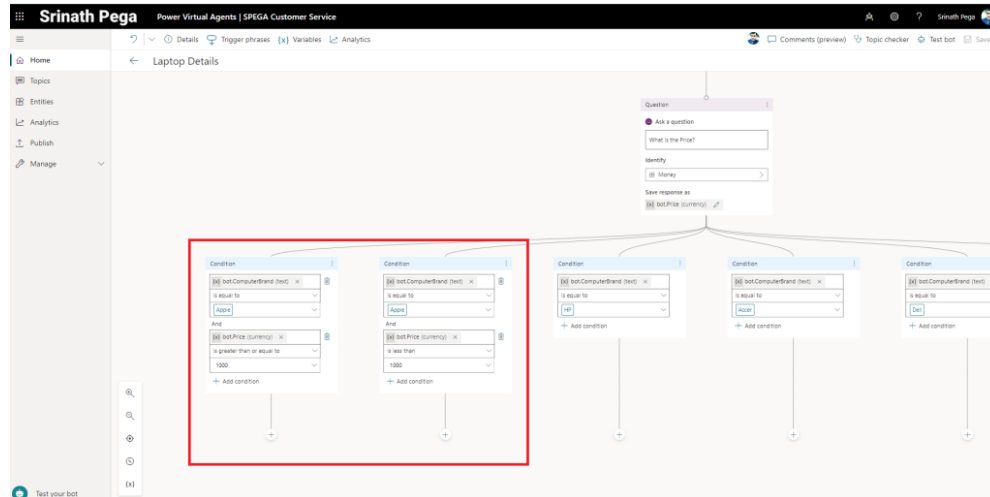 Srinath Pega
Power Virtual Agents | SPEGA Customer Service
Srinath Pega
Details
Trigger phrases
{x} Variables
Analytics
Comments (preview)
Topic checker
Test bot
Save
Home
Topics
Entities
Analytics
Publish
Manage
Test your bot
Laptop Details
Question
Ask a question
What is the Price?
Identify
Money
Save response as
{x} bot.Price (currency)
Condition
{x} bot.ComputerBrand (text)
is equal to
Apple
And
{x} bot.Price (currency)
is greater than or equal to
1000
Add condition
Condition
{x} bot.ComputerBrand (text)
is equal to
Apple
And
{x} bot.Price (currency)
is less than
1000
Add condition
Condition
{x} bot.ComputerBrand (text)
is equal to
HP
Add condition
Condition
{x} bot.ComputerBrand (text)
is equal to
Accer
Add condition
Condition
{x} bot.ComputerBrand (text)
is equal to
Dell
Add condition
{x}